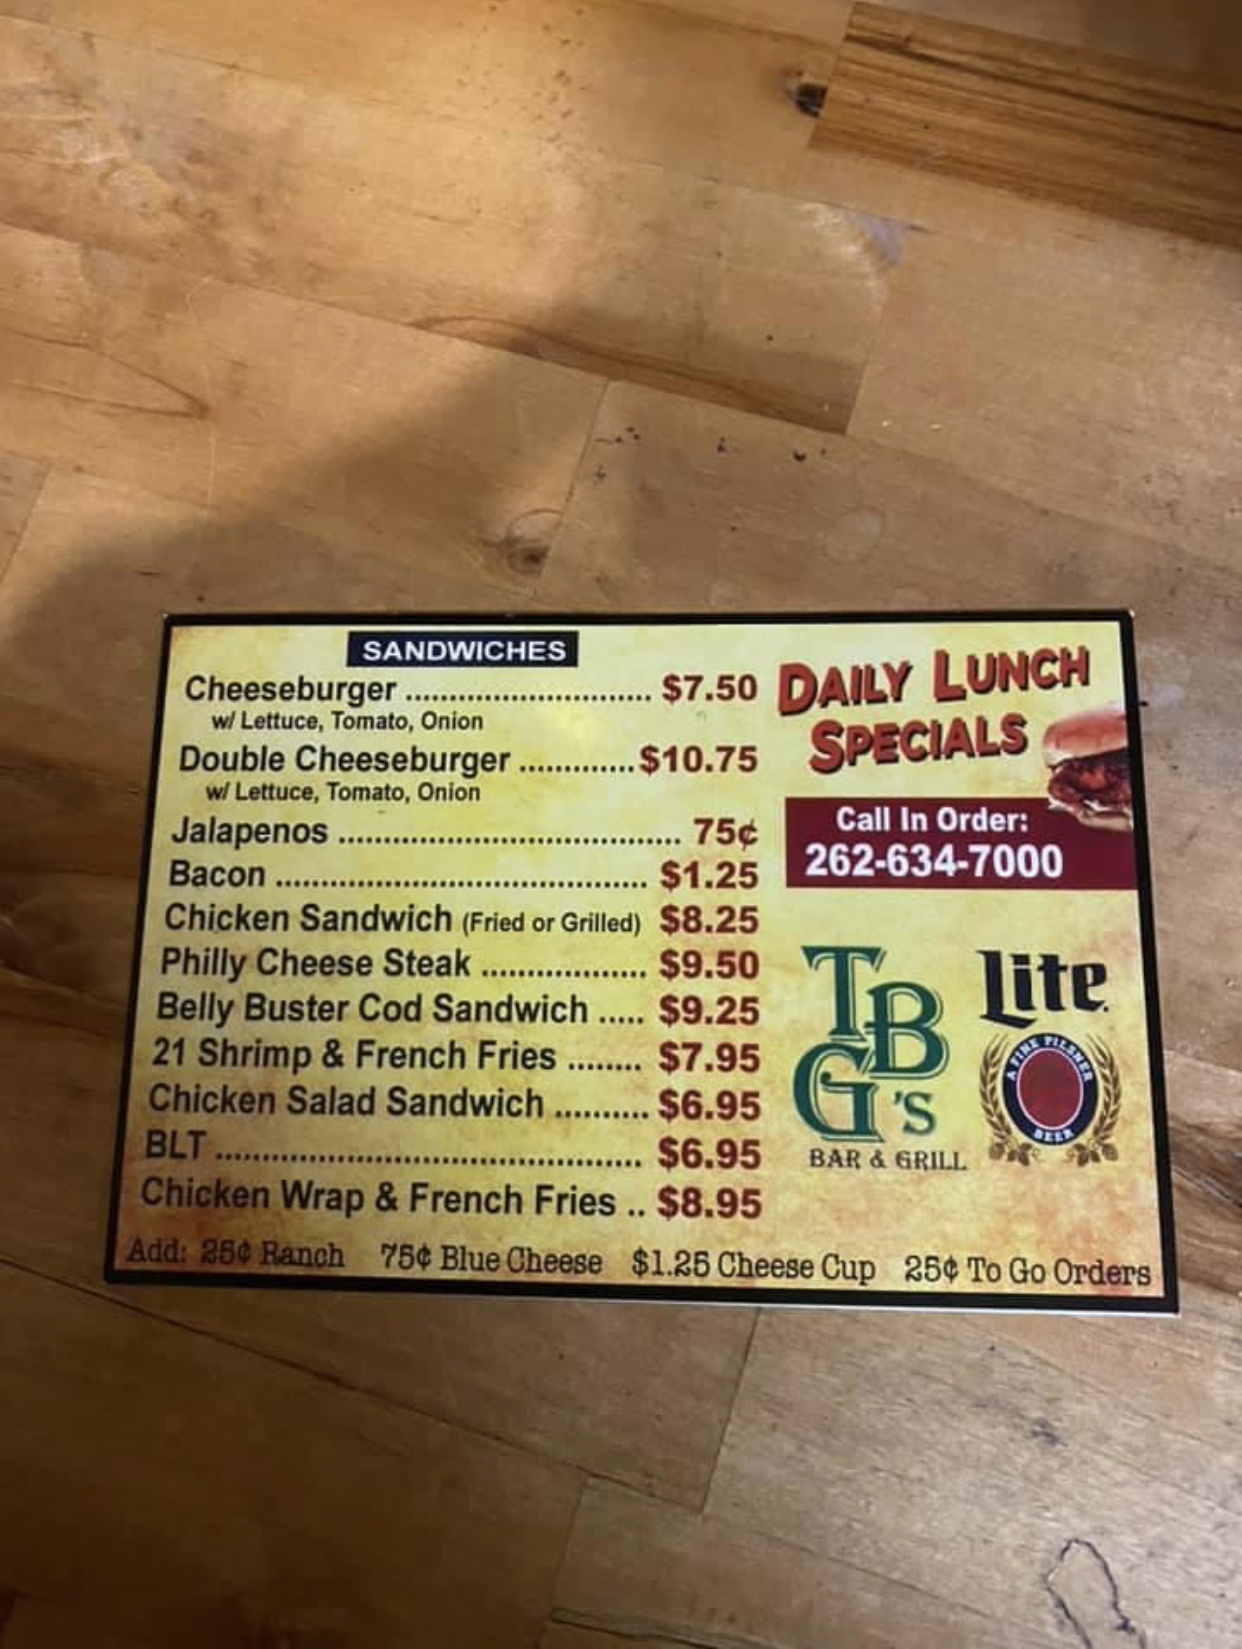 SANDWICHES
Cheeseburger ............................ $7.50
w/ Lettuce, Tomato, Onion
Double Cheeseburger .............$10.75
w/ Lettuce, Tomato, Onion
Jalapenos ....................................... 75¢
Bacon .......................................... $1.25
Chicken Sandwich (Fried or Grilled) $8.25
Philly Cheese Steak ................... $9.50
Belly Buster Cod Sandwich ..... $9.25
21 Shrimp & French Fries ........ $7.95
Chicken Salad Sandwich .......... $6.95
BLT ................................................ $6.95
Chicken Wrap & French Fries .. $8.95
DAILY LUNCH
SPECIALS
Call In Order:
262-634-7000
TBG'S
BAR & GRILL
Lite
A FINE PILSNER
BEER
Add: 25¢ Ranch 75¢ Blue Cheese $1.25 Cheese Cup 25¢ To Go Orders